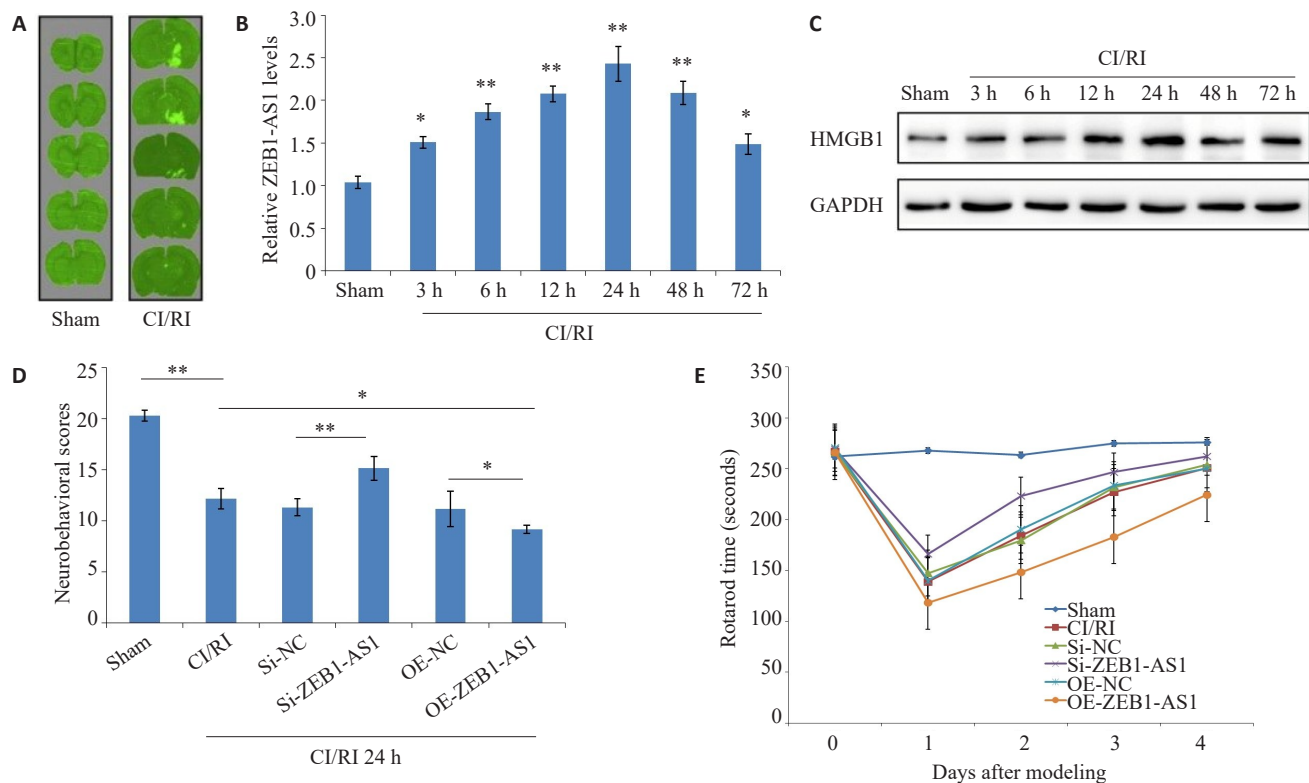 A
Sham
CI/RI
B
Relative ZEB1-AS1 levels
3.0
2.5
2.0
1.5
1.0
0.5
0
*
**
**
**
**
*
Sham
3 h
6 h
12 h
24 h
48 h
72 h
CI/RI
C
CI/RI
Sham
3 h
6 h
12 h
24 h
48 h
72 h
HMGB1
GAPDH
D
Neurobehavioral scores
25
20
15
10
5
0
**
*
**
*
Sham
CI/RI
Si-NC
Si-ZEB1-AS1
OE-NC
OE-ZEB1-AS1
CI/RI 24 h
E
Rotarod time (seconds)
350
300
250
200
150
100
50
0
Sham
CI/RI
Si-NC
Si-ZEB1-AS1
OE-NC
OE-ZEB1-AS1
0
1
2
3
4
Days after modeling